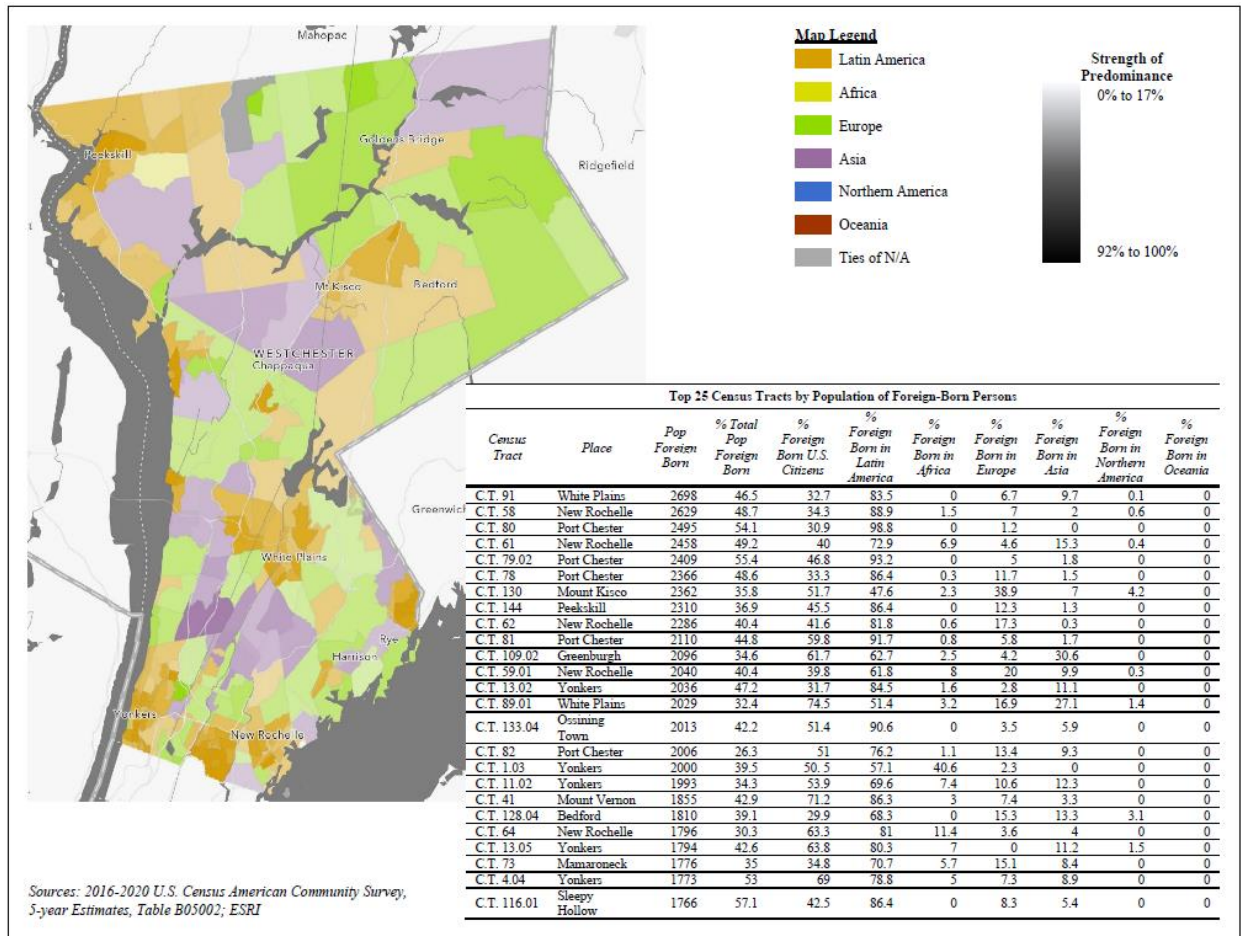 Mahopac
Peekskill
Goldens Bridge
Ridgefield
Mt Kisco
Bedford
WESTCHESTER
Chappaqua
Greenwich
White Plains
Rye
Harrison
Yonkers
New Rochelle
Map Legend
Latin America
Africa
Europe
Asia
Northern America
Oceania
Ties of N/A
Strength of
Predominance
0% to 17%
92% to 100%
Top 25 Census Tracts by Population of Foreign-Born Persons
Census Tract Place Pop Foreign Born % Total Pop Foreign Born % Foreign Born U.S. Citizens % Foreign Born in Latin America % Foreign Born in Africa % Foreign Born in Europe % Foreign Born in Asia % Foreign Born in Northern America % Foreign Born in Oceania
C.T. 91 White Plains 2698 46.5 32.7 83.5 0 6.7 9.7 0.1 0
C.T. 58 New Rochelle 2629 48.7 34.3 88.9 1.5 7 2 0.6 0
C.T. 80 Port Chester 2495 54.1 30.9 98.8 0 1.2 0 0 0
C.T. 61 New Rochelle 2458 49.2 40 72.9 6.9 4.6 15.3 0.4 0
C.T. 79.02 Port Chester 2409 55.4 46.8 93.2 0 5 1.8 0 0
C.T. 78 Port Chester 2366 48.6 33.3 86.4 0.3 11.7 1.5 0 0
C.T. 130 Mount Kisco 2362 35.8 51.7 47.6 2.3 38.9 7 4.2 0
C.T. 144 Peekskill 2310 36.9 45.5 86.4 0 12.3 1.3 0 0
C.T. 62 New Rochelle 2286 40.4 41.6 81.8 0.6 17.3 0.3 0 0
C.T. 81 Port Chester 2110 44.8 59.8 91.7 0.8 5.8 1.7 0 0
C.T. 109.02 Greenburgh 2096 34.6 61.7 62.7 2.5 4.2 30.6 0 0
C.T. 59.01 New Rochelle 2040 40.4 39.8 61.8 8 20 9.9 0.3 0
C.T. 13.02 Yonkers 2036 47.2 31.7 84.5 1.6 2.8 11.1 0 0
C.T. 89.01 White Plains 2029 32.4 74.5 51.4 3.2 16.9 27.1 1.4 0
C.T. 133.04 Ossining Town 2013 42.2 51.4 90.6 0 3.5 5.9 0 0
C.T. 82 Port Chester 2006 26.3 51 76.2 1.1 13.4 9.3 0 0
C.T. 1.03 Yonkers 2000 39.5 50. 5 57.1 40.6 2.3 0 0 0
C.T. 11.02 Yonkers 1993 34.3 53.9 69.6 7.4 10.6 12.3 0 0
C.T. 41 Mount Vernon 1855 42.9 71.2 86.3 3 7.4 3.3 0 0
C.T. 128.04 Bedford 1810 39.1 29.9 68.3 0 15.3 13.3 3.1 0
C.T. 64 New Rochelle 1796 30.3 63.3 81 11.4 3.6 4 0 0
C.T. 13.05 Yonkers 1794 42.6 63.8 80.3 7 0 11.2 1.5 0
C.T. 73 Mamaroneck 1776 35 34.8 70.7 5.7 15.1 8.4 0 0
C.T. 4.04 Yonkers 1773 53 69 78.8 5 7.3 8.9 0 0
C.T. 116.01 Sleepy Hollow 1766 57.1 42.5 86.4 0 8.3 5.4 0 0
Sources: 2016-2020 U.S. Census American Community Survey,
5-year Estimates, Table B05002; ESRI